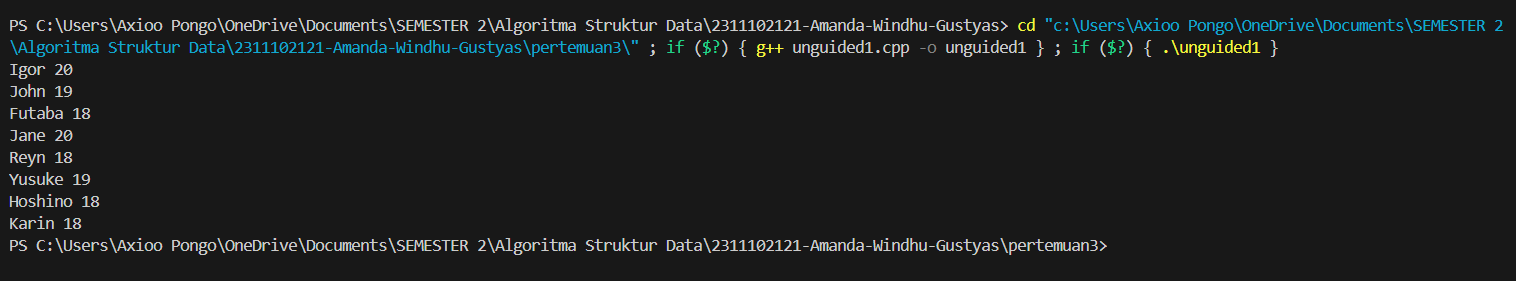 PS C:\Users\Axioo Pongo\OneDrive\Documents\SEMESTER 2\Algoritma Struktur Data\2311102121-Amanda-Windhu-Gustyas> cd "c:\Users\Axioo Pongo\OneDrive\Documents\SEMESTER 2
\Algoritma Struktur Data\2311102121-Amanda-Windhu-Gustyas\pertemuan3\" ; if ($?) { g++ unguided1.cpp -o unguided1 } ; if ($?) { .\unguided1 }
Igor 20
John 19
Futaba 18
Jane 20
Reyn 18
Yusuke 19
Hoshino 18
Karin 18
PS C:\Users\Axioo Pongo\OneDrive\Documents\SEMESTER 2\Algoritma Struktur Data\2311102121-Amanda-Windhu-Gustyas\pertemuan3>